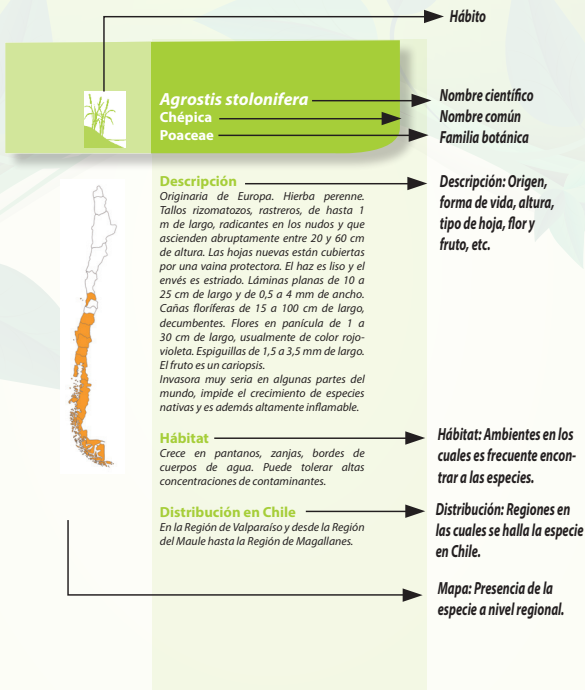 Hábito
Agrostis stolonifera
Nombre científico
Chépica
Nombre común
Poaceae
Familia botánica
Descripción
Originaria de Europa. Hierba perenne.
Tallos rizomatozos, rastreros, de hasta 1
m de largo, radicantes en los nudos y que
ascienden abruptamente entre 20 y 60 cm
de altura. Las hojas nuevas están cubiertas
por una vaina protectora. El haz es liso y el
envés es estriado. Láminas planas de 10 a
25 cm de largo y de 0,5 a 4 mm de ancho.
Cañas floríferas de 15 a 100 cm de largo,
decumbentes. Flores en panícula de 1 a
30 cm de largo, usualmente de color rojo-
violeta. Espiguillas de 1,5 a 3,5 mm de largo.
El fruto es un cariopsis.
Invasora muy seria en algunas partes del
mundo, impide el crecimiento de especies
nativas y es además altamente inflamable.
Descripción: Origen,
forma de vida, altura,
tipo de hoja, flor y
fruto, etc.
Hábitat
Crece en pantanos, zanjas, bordes de
cuerpos de agua. Puede tolerar altas
concentraciones de contaminantes.
Hábitat: Ambientes en los
cuales es frecuente encon-
trar a las especies.
Distribución en Chile
En la Región de Valparaíso y desde la Región
del Maule hasta la Región de Magallanes.
Distribución: Regiones en
las cuales se halla la especie
en Chile.
Mapa: Presencia de la
especie a nivel regional.